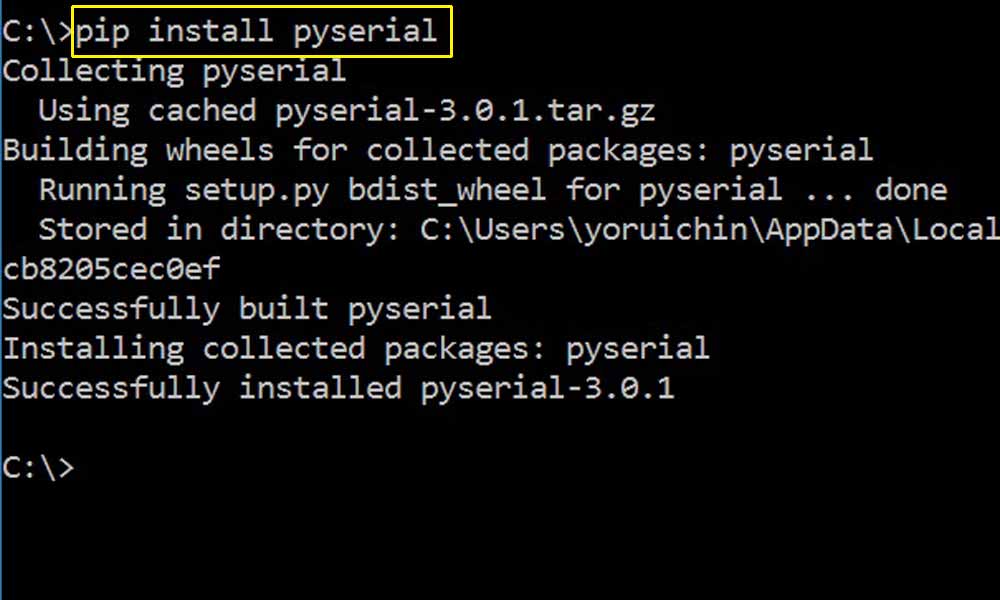 C:\>pip install pyserial
Collecting pyserial
  Using cached pyserial-3.0.1.tar.gz
Building wheels for collected packages: pyserial
  Running setup.py bdist_wheel for pyserial ... done
  Stored in directory: C:\Users\yoruichin\AppData\Local
cb8205cec0ef
Successfully built pyserial
Installing collected packages: pyserial
Successfully installed pyserial-3.0.1
C:\>